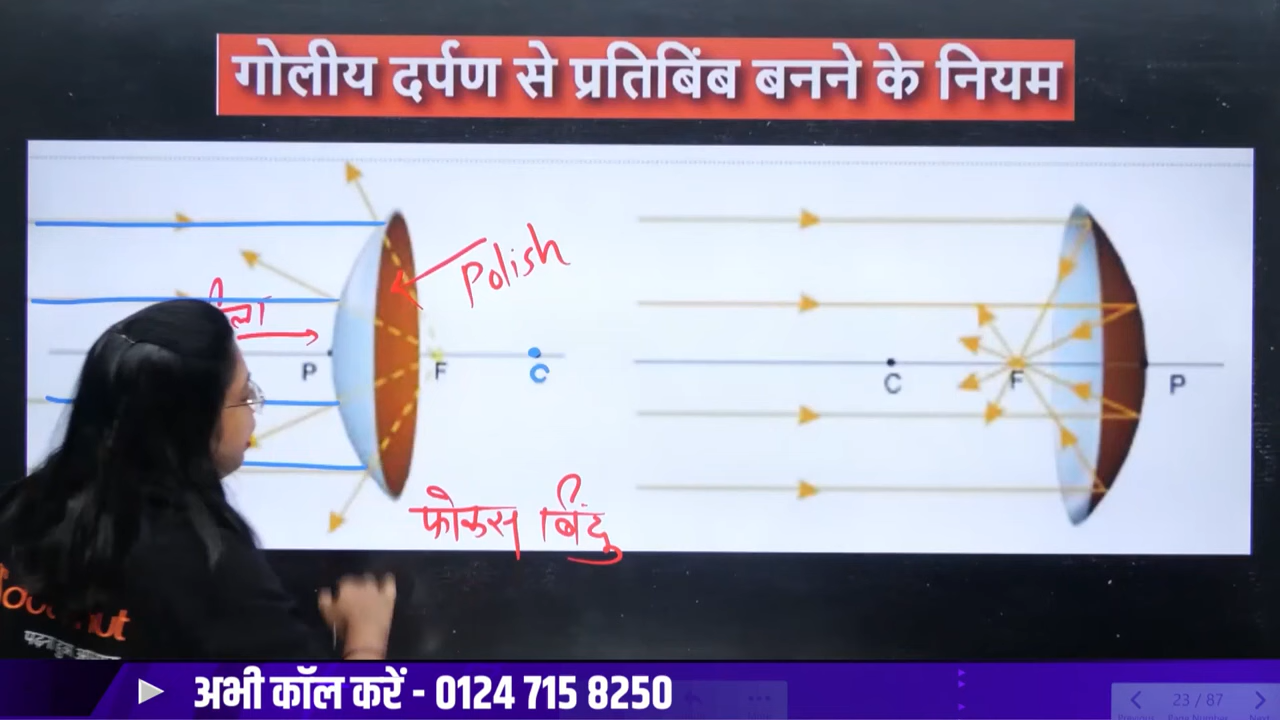 गोलीय दर्पण से प्रतिबिंब बनने के नियम
Polish
P
F
C
C
F
P
फोकस बिंदु
अभी कॉल करें - 0124 715 8250
23 / 87